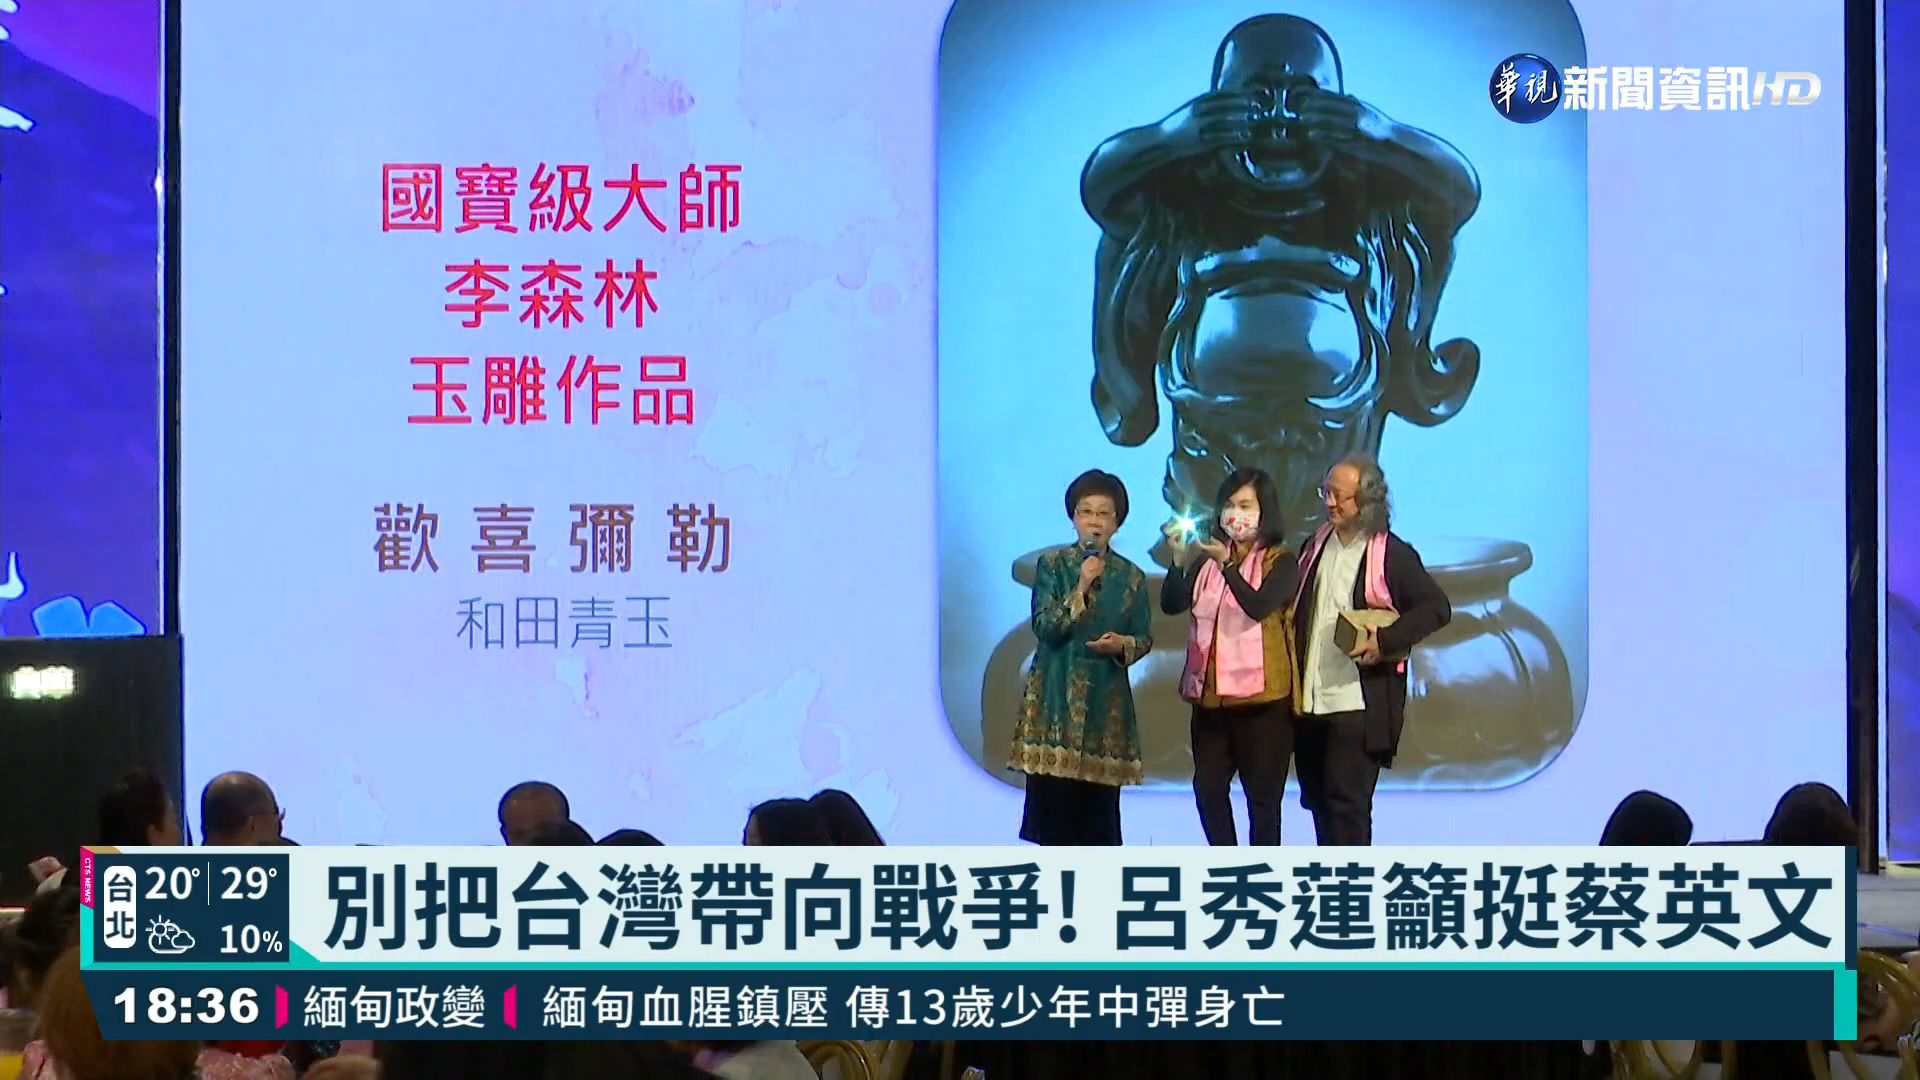 華視 新聞資訊HD
國寶級大師
李森林
玉雕作品
歡喜彌勒
和田青玉
CTS NEWS
台北 20° 29°
10%
別把台灣帶向戰爭! 呂秀蓮籲挺蔡英文
18:36 緬甸政變 緬甸血腥鎮壓 傳13歲少年中彈身亡